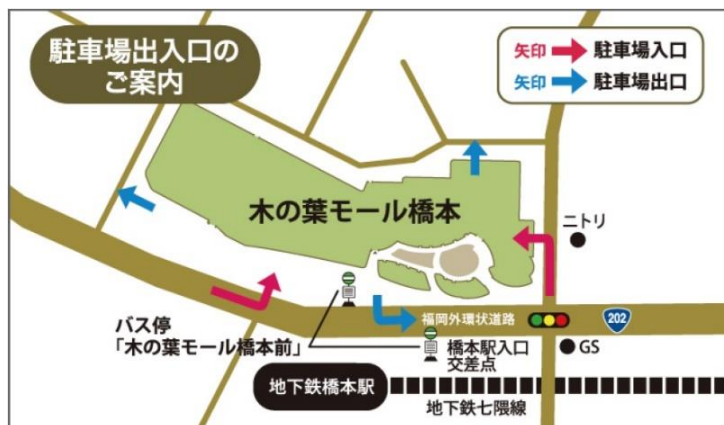 駐車場出入口の
ご案内
矢印
駐車場入口
矢印
駐車場出口
木の葉モール橋本
ニトリ
福岡外環状道路
202
バス停
「木の葉モール橋本前」
橋本駅入口
交差点
GS
地下鉄橋本駅
地下鉄七隈線